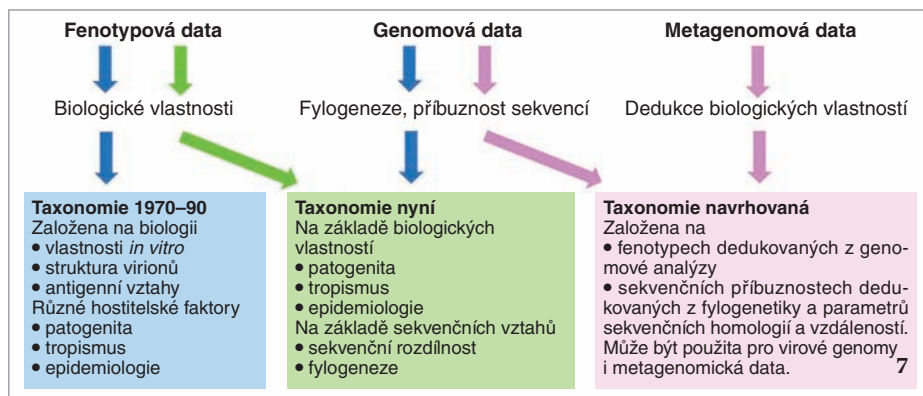 Fenotypová data
Genomová data
Metagenomová data
Biologické vlastnosti
Fylogeneze, příbuznost sekvencí
Dedukce biologických vlastností
Taxonomie 1970–90
Založena na biologii
● vlastnosti in vitro
● struktura virionů
● antigenní vztahy
Různé hostitelské faktory
● patogenita
● tropismus
● epidemiologie
Taxonomie nyní
Na základě biologických
vlastností
● patogenita
● tropismus
● epidemiologie
Na základě sekvenčních vztahů
● sekvenční rozdílnost
● fylogeneze
Taxonomie navrhovaná
Založena na
● fenotypech dedukovaných z geno-
mové analýzy
● sekvenčních příbuznostech dedu-
kovaných z fylogenetiky a parametrů
sekvenčních homologií a vzdáleností.
Může být použita pro virové genomy
i metagenomická data.
7